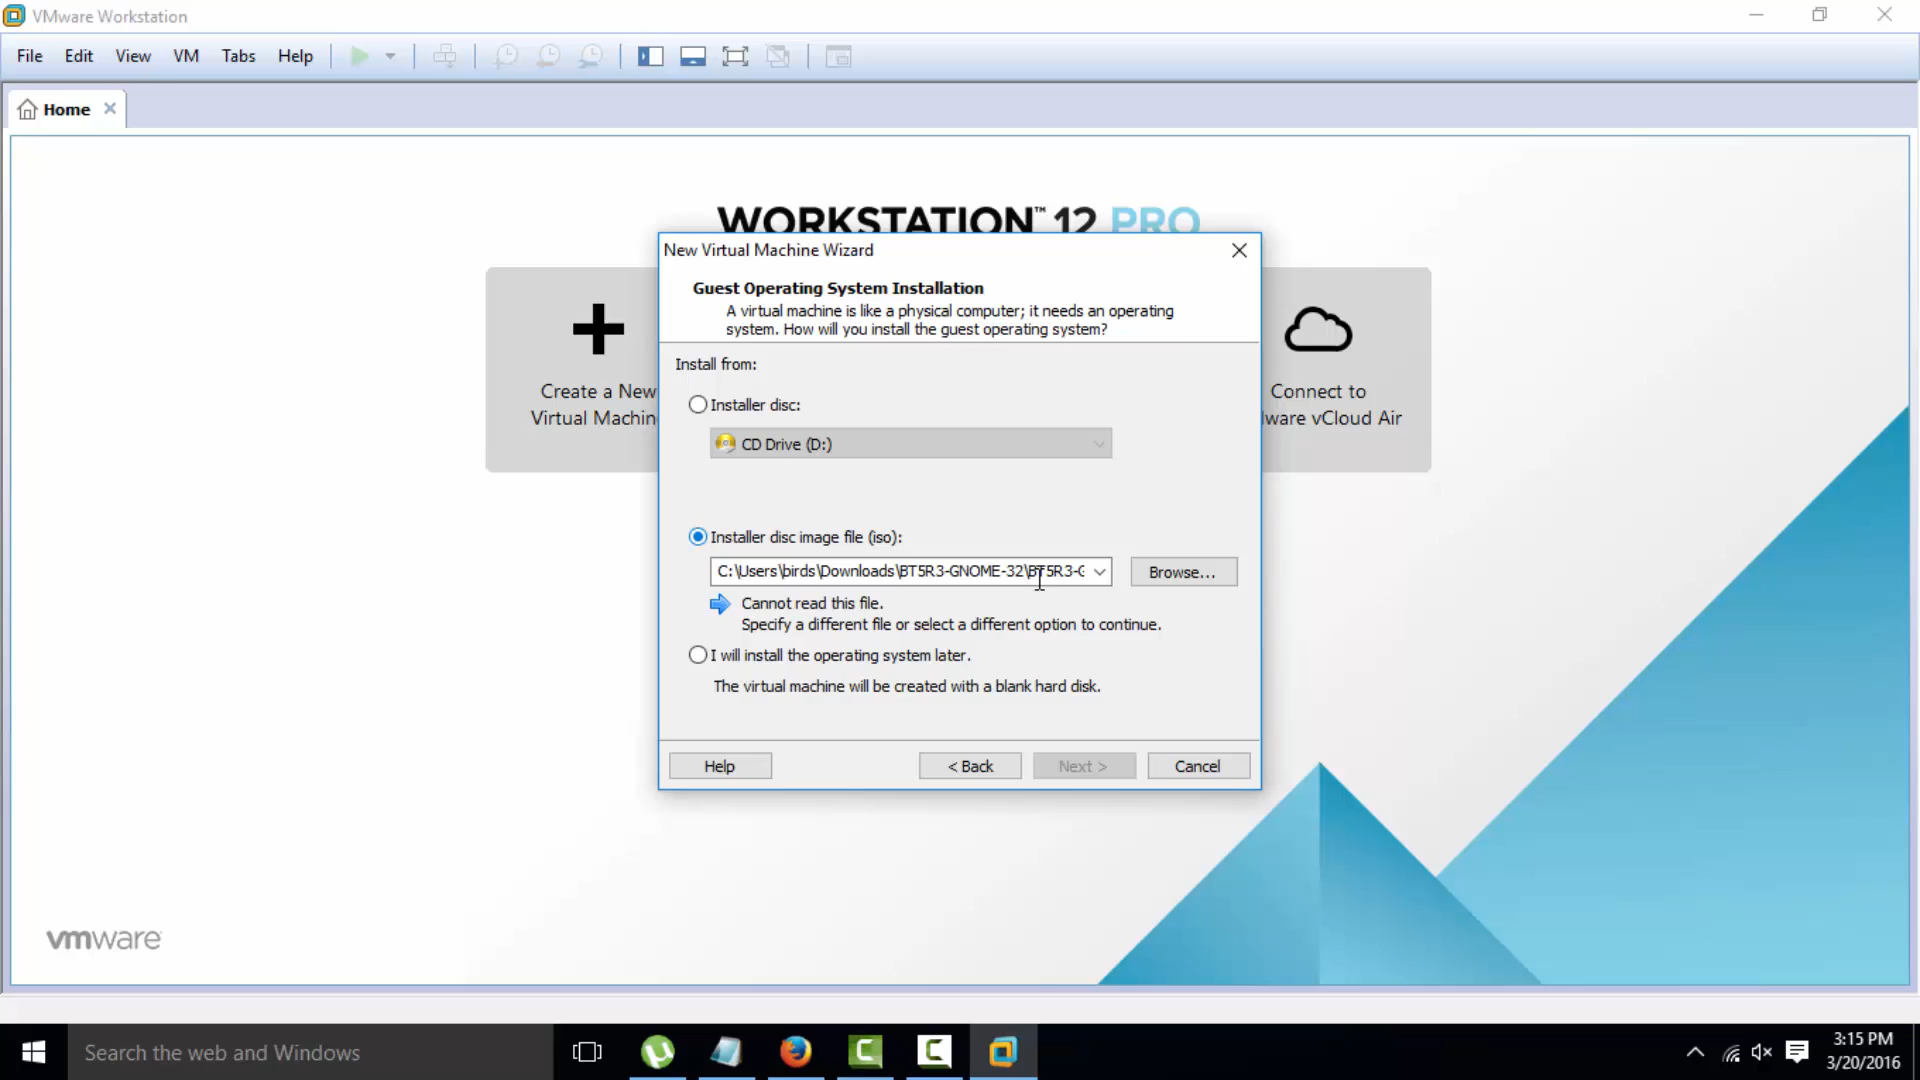 VMware Workstation
File Edit View VM Tabs Help
Home
WORKSTATION™ 12 PRO
New Virtual Machine Wizard
Guest Operating System Installation
A virtual machine is like a physical computer; it needs an operating
system. How will you install the guest operating system?
Install from:
Installer disc:
CD Drive (D:)
Installer disc image file (iso):
C:\Users\birds\Downloads\BT5R3-GNOME-32\BT5R3-G
Browse...
Cannot read this file.
Specify a different file or select a different option to continue.
I will install the operating system later.
The virtual machine will be created with a blank hard disk.
Help
< Back
Next >
Cancel
Create a New
Virtual Machin
Connect to
lware vCloud Air
vmware
Search the web and Windows
3:15 PM
3/20/2016